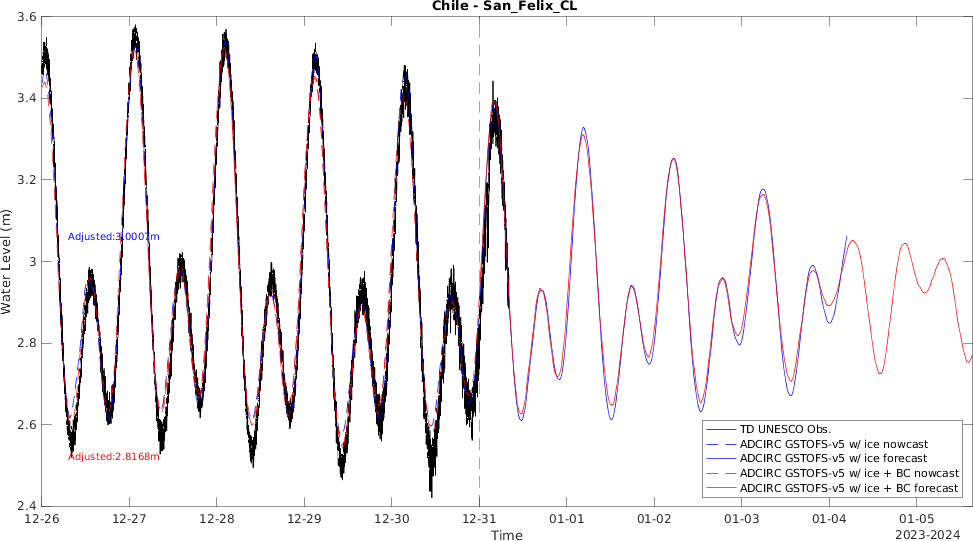 Chile - San_Felix_CL
3.6
3.4
3.2
3
2.8
2.6
2.4
Water Level (m)
Adjusted:3.0007m
Adjusted:2.8168m
TD UNESCO Obs.
ADCIRC GSTOFS-v5 w/ ice nowcast
ADCIRC GSTOFS-v5 w/ ice forecast
ADCIRC GSTOFS-v5 w/ ice + BC nowcast
ADCIRC GSTOFS-v5 w/ ice + BC forecast
12-26 12-27 12-28 12-29 12-30 12-31 01-01 01-02 01-03 01-04 01-05
Time
2023-2024